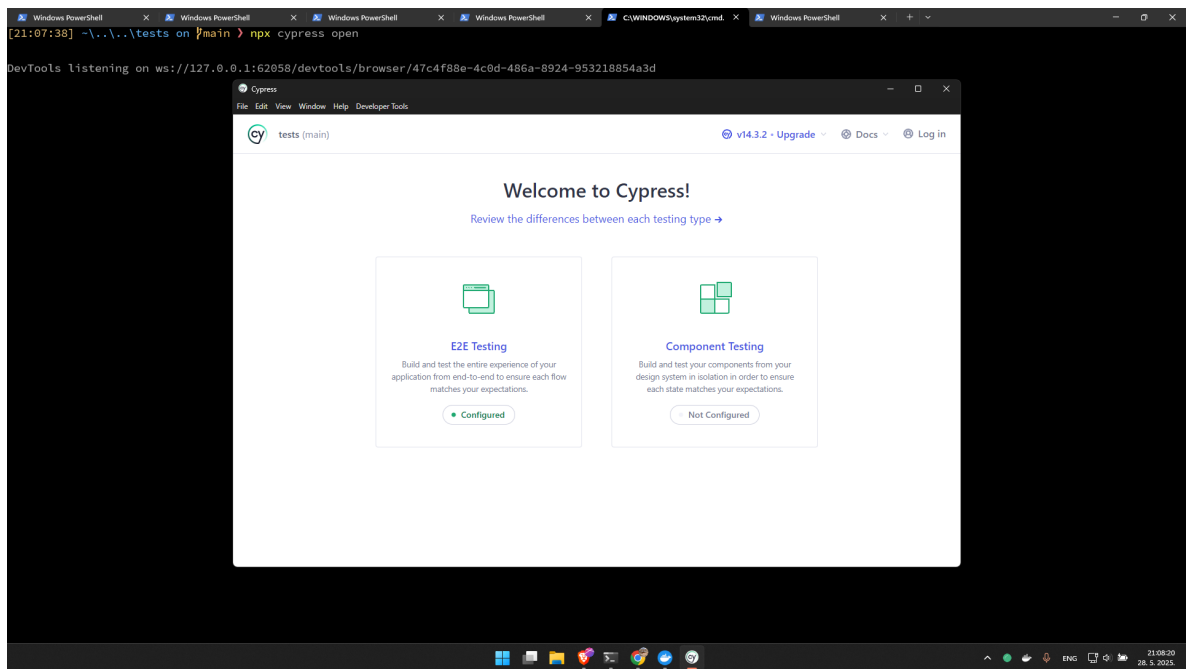 Windows PowerShell Windows PowerShell Windows PowerShell Windows PowerShell C:\WINDOWS\system32\cmd. Windows PowerShell
[21:07:38] ~\..\..\tests on main ❯ npx cypress open
DevTools listening on ws://127.0.0.1:62058/devtools/browser/47c4f88e-4c0d-486a-8924-953218854a3d
Cypress
File Edit View Window Help Developer Tools
cy tests (main) v14.3.2 • Upgrade Docs Log in
Welcome to Cypress!
Review the differences between each testing type →
E2E Testing
Build and test the entire experience of your
application from end-to-end to ensure each flow
matches your expectations.
Configured
Component Testing
Build and test your components from your
design system in isolation in order to ensure
each state matches your expectations.
Not Configured
ENG
21:08:20
28. 5. 2025.